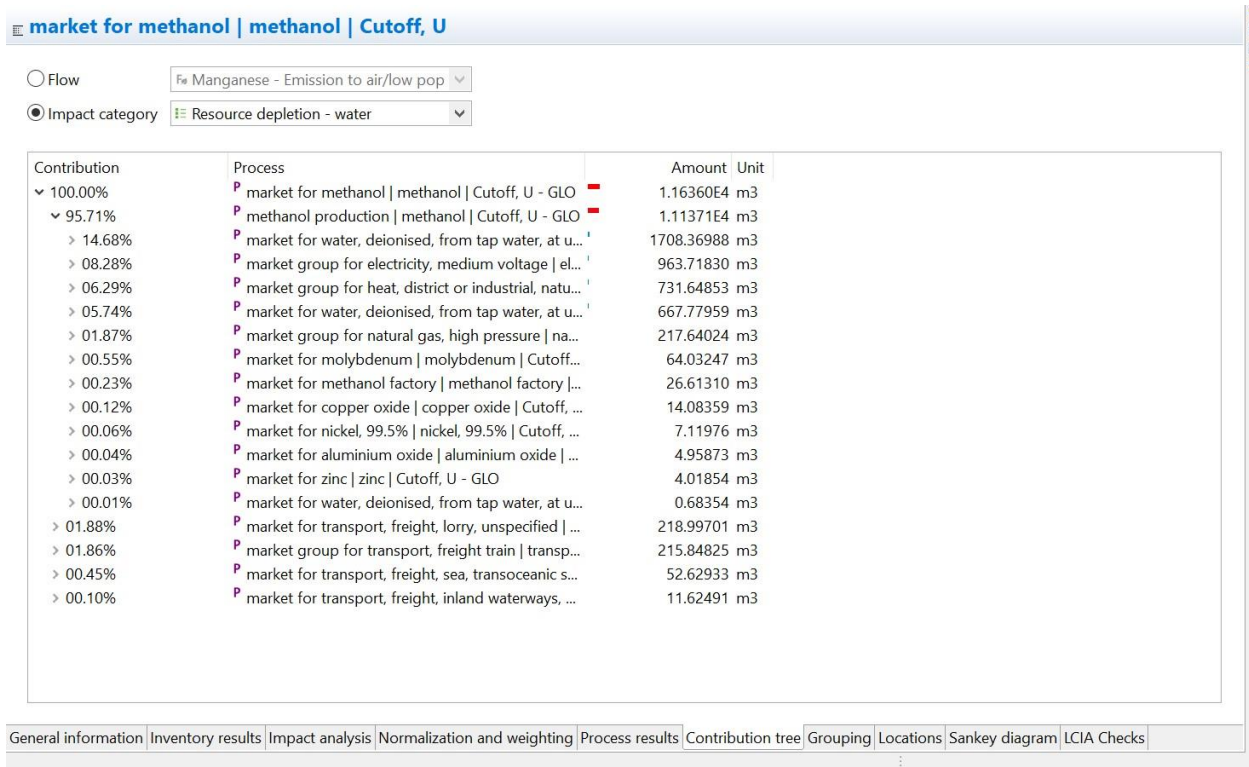 market for methanol | methanol | Cutoff, U
Flow Fe Manganese - Emission to air/low pop
Impact category Resource depletion - water
Contribution Process Amount Unit
100.00% P market for methanol | methanol | Cutoff, U - GLO 1.16360E4 m3
95.71% P methanol production | methanol | Cutoff, U - GLO 1.11371E4 m3
14.68% P market for water, deionised, from tap water, at u... 1708.36988 m3
08.28% P market group for electricity, medium voltage | el... 963.71830 m3
06.29% P market group for heat, district or industrial, natu... 731.64853 m3
05.74% P market for water, deionised, from tap water, at u... 667.77959 m3
01.87% P market group for natural gas, high pressure | na... 217.64024 m3
00.55% P market for molybdenum | molybdenum | Cutoff... 64.03247 m3
00.23% P market for methanol factory | methanol factory |... 26.61310 m3
00.12% P market for copper oxide | copper oxide | Cutoff, ... 14.08359 m3
00.06% P market for nickel, 99.5% | nickel, 99.5% | Cutoff, ... 7.11976 m3
00.04% P market for aluminium oxide | aluminium oxide | ... 4.95873 m3
00.03% P market for zinc | zinc | Cutoff, U - GLO 4.01854 m3
00.01% P market for water, deionised, from tap water, at u... 0.68354 m3
01.88% P market for transport, freight, lorry, unspecified | ... 218.99701 m3
01.86% P market group for transport, freight train | transp... 215.84825 m3
00.45% P market for transport, freight, sea, transoceanic s... 52.62933 m3
00.10% P market for transport, freight, inland waterways, ... 11.62491 m3
General information Inventory results Impact analysis Normalization and weighting Process results Contribution tree Grouping Locations Sankey diagram LCIA Checks